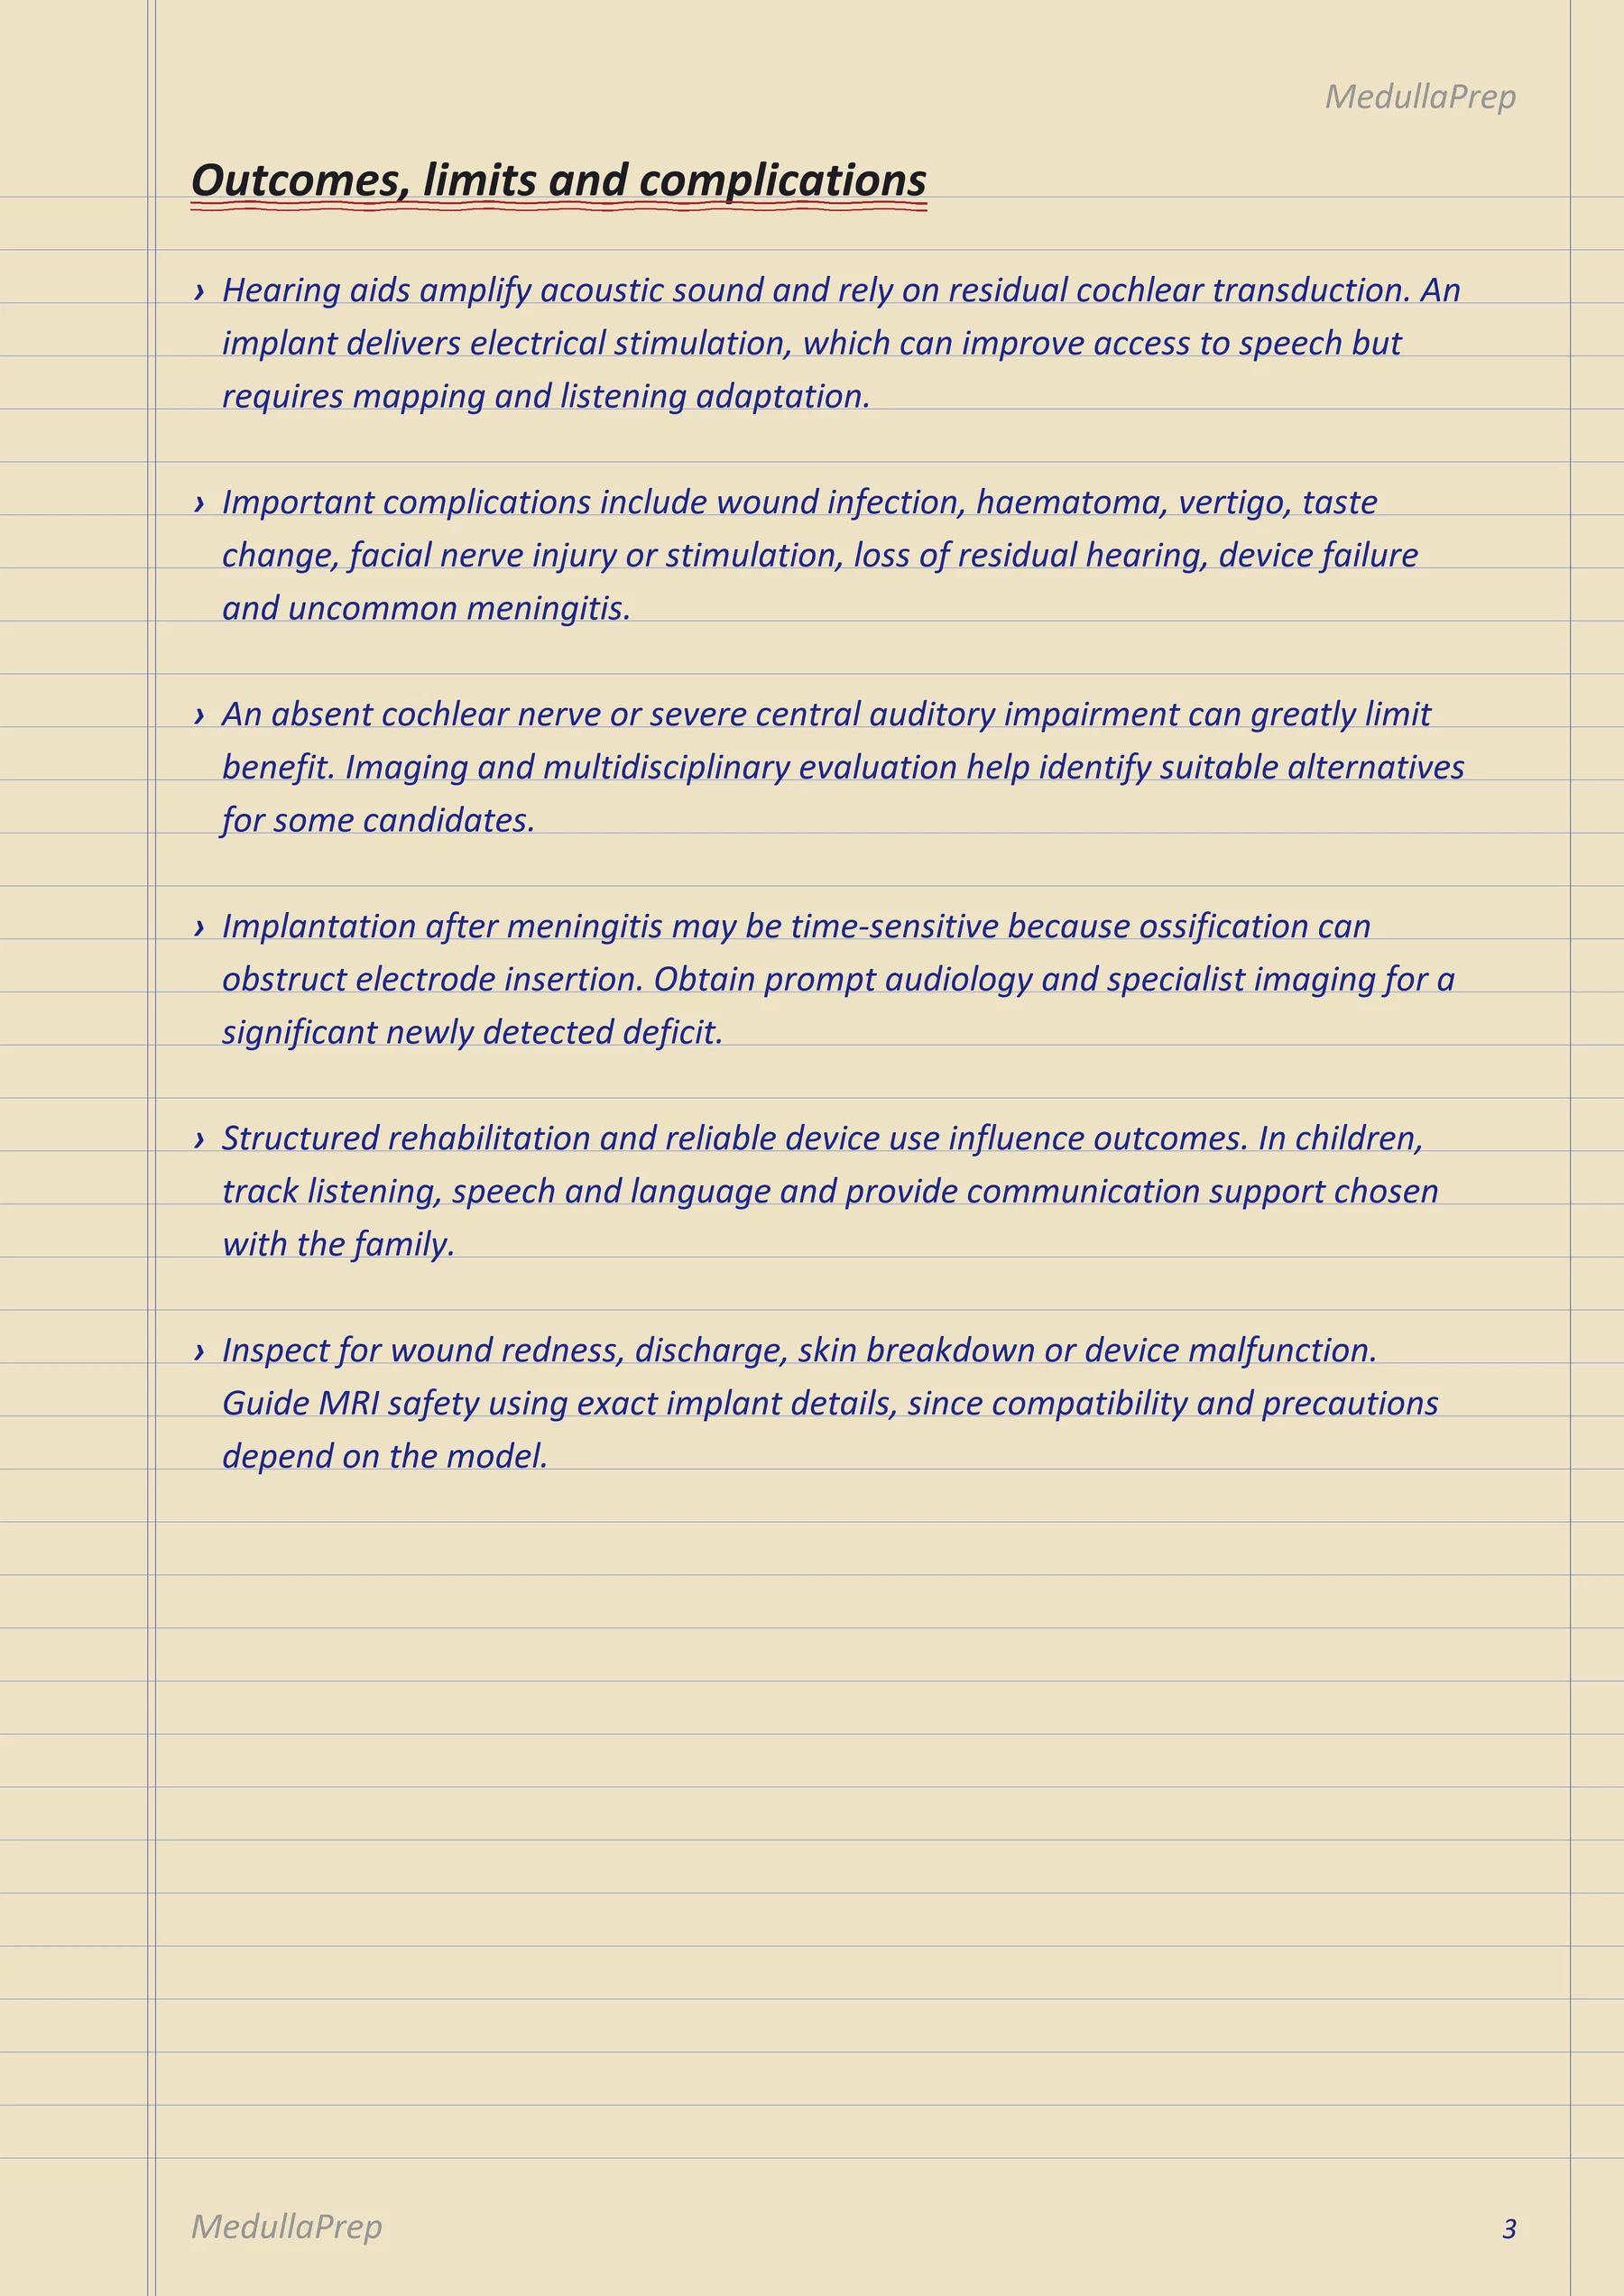 MedullaPrep
Outcomes, limits and complications
› Hearing aids amplify acoustic sound and rely on residual cochlear transduction. An
implant delivers electrical stimulation, which can improve access to speech but
requires mapping and listening adaptation.
› Important complications include wound infection, haematoma, vertigo, taste
change, facial nerve injury or stimulation, loss of residual hearing, device failure
and uncommon meningitis.
› An absent cochlear nerve or severe central auditory impairment can greatly limit
benefit. Imaging and multidisciplinary evaluation help identify suitable alternatives
for some candidates.
› Implantation after meningitis may be time-sensitive because ossification can
obstruct electrode insertion. Obtain prompt audiology and specialist imaging for a
significant newly detected deficit.
› Structured rehabilitation and reliable device use influence outcomes. In children,
track listening, speech and language and provide communication support chosen
with the family.
› Inspect for wound redness, discharge, skin breakdown or device malfunction.
Guide MRI safety using exact implant details, since compatibility and precautions
depend on the model.
MedullaPrep
3